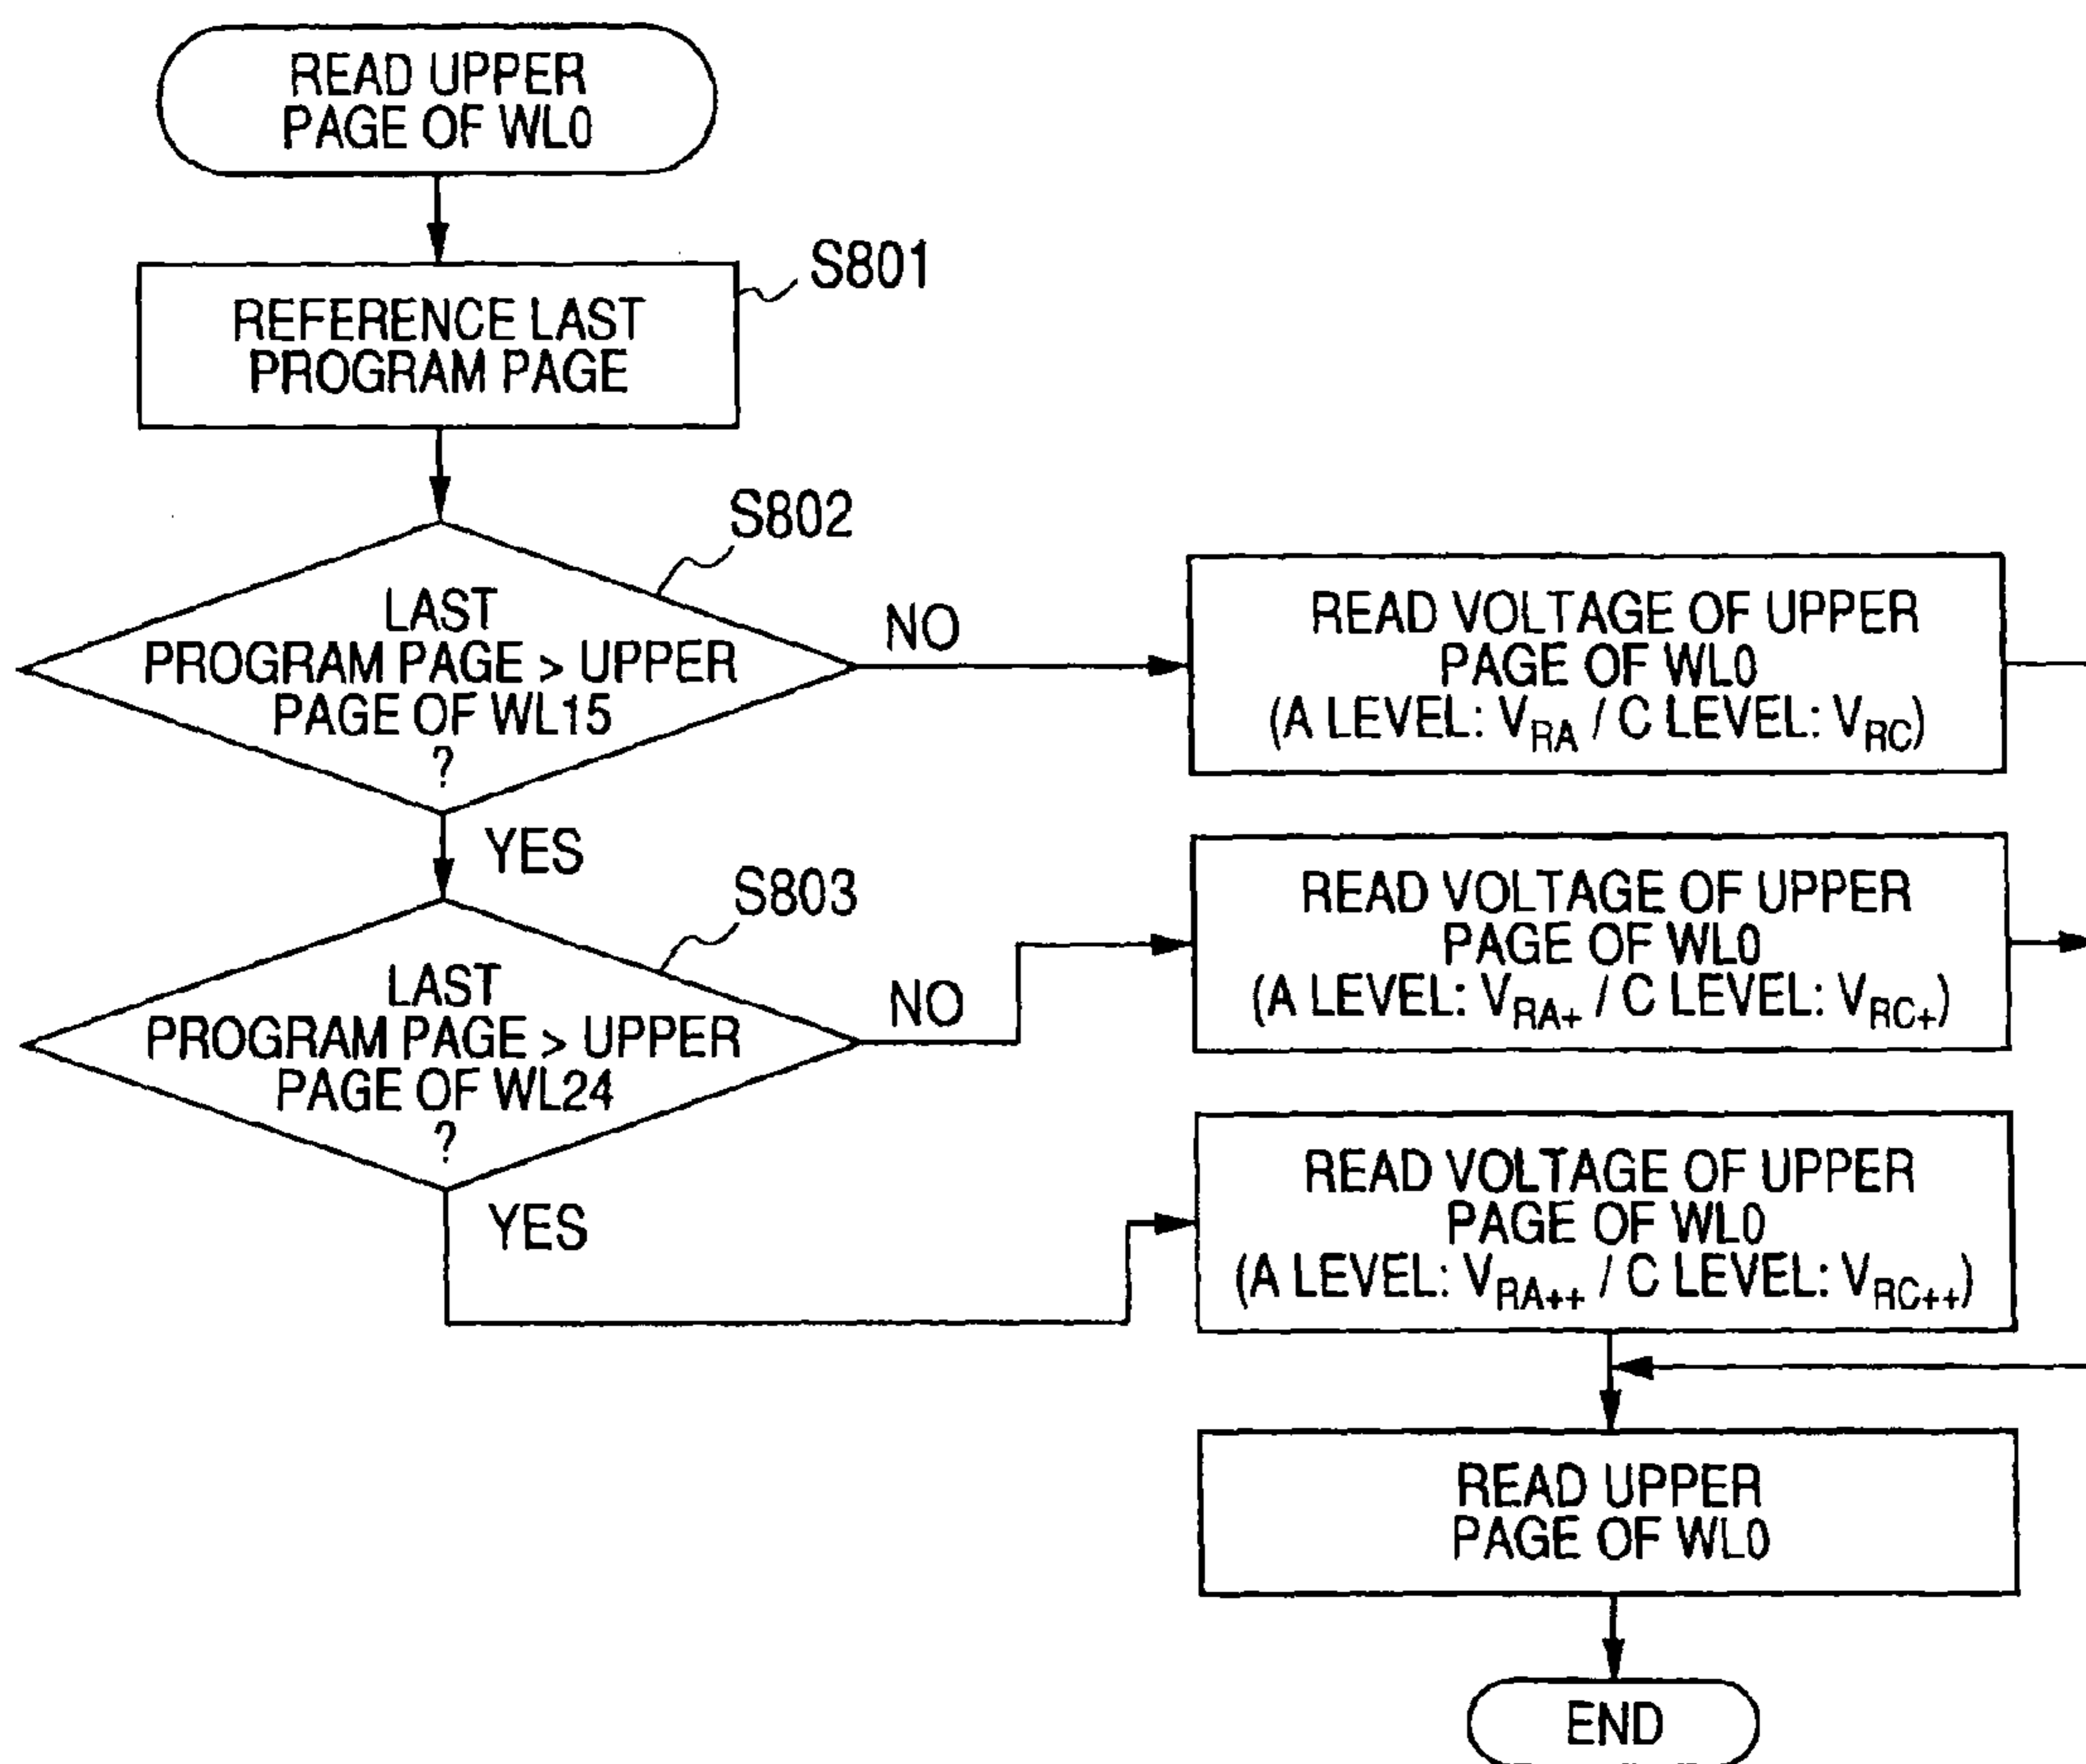 READ UPPER
PAGE OF WL0
S801
REFERENCE LAST
PROGRAM PAGE
S802
LAST
PROGRAM PAGE > UPPER
PAGE OF WL15
?
NO
READ VOLTAGE OF UPPER
PAGE OF WL0
(A LEVEL: VRA / C LEVEL: VRC)
YES
S803
LAST
PROGRAM PAGE > UPPER
PAGE OF WL24
?
NO
READ VOLTAGE OF UPPER
PAGE OF WL0
(A LEVEL: VRA+ / C LEVEL: VRC+)
YES
READ VOLTAGE OF UPPER
PAGE OF WL0
(A LEVEL: VRA++ / C LEVEL: VRC++)
READ UPPER
PAGE OF WL0
END